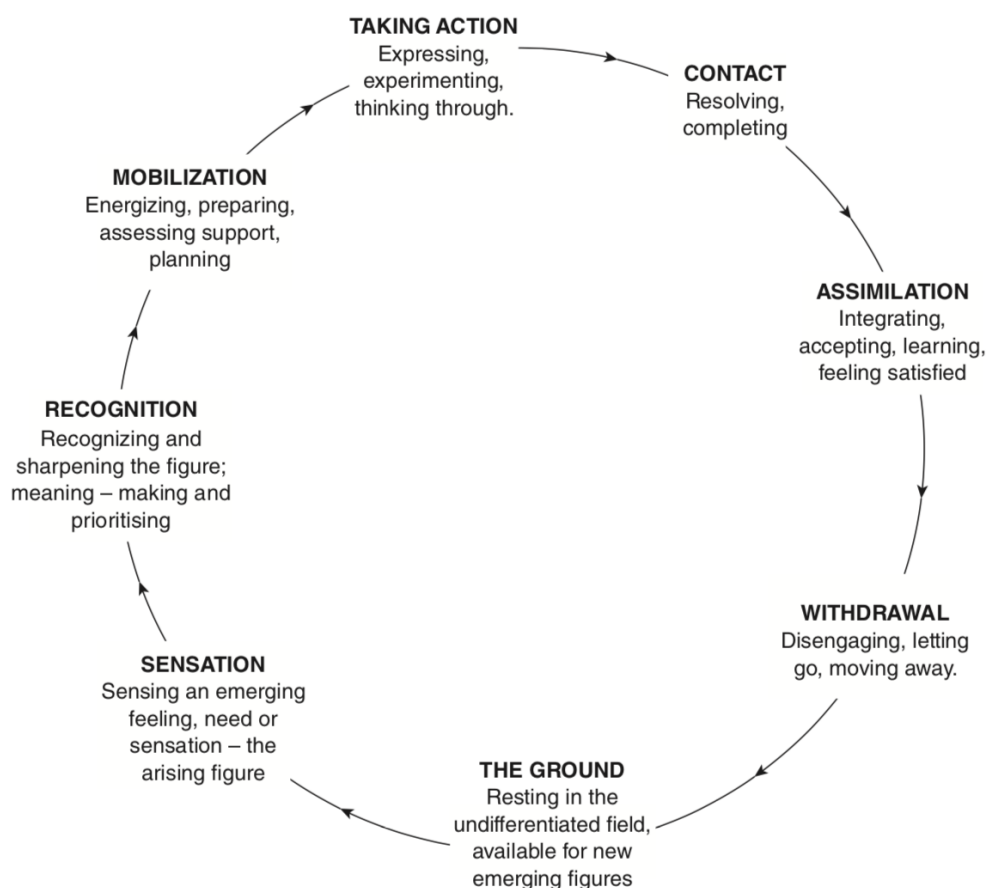 TAKING ACTION
Expressing,
experimenting,
thinking through.
CONTACT
Resolving,
completing
ASSIMILATION
Integrating,
accepting, learning,
feeling satisfied
WITHDRAWAL
Disengaging, letting
go, moving away.
THE GROUND
Resting in the
undifferentiated field,
available for new
emerging figures
SENSATION
Sensing an emerging
feeling, need or
sensation – the
arising figure
RECOGNITION
Recognizing and
sharpening the figure;
meaning – making and
prioritising
MOBILIZATION
Energizing, preparing,
assessing support,
planning